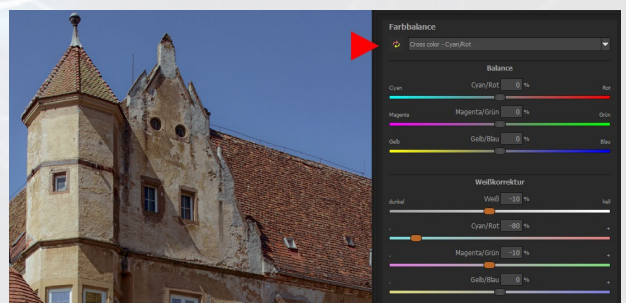 Farbbalance
Cross color - Cyan/Rot
Balance
Cyan/Rot 0 %
Cyan Rot
Magenta/Grün 0 %
Magenta Grün
Gelb/Blau 0 %
Gelb Blau
Weißkorrektur
Weiß -10 %
dunkel hell
Cyan/Rot -80 %
- +
Magenta/Grün -10 %
- +
Gelb/Blau 0 %
- +